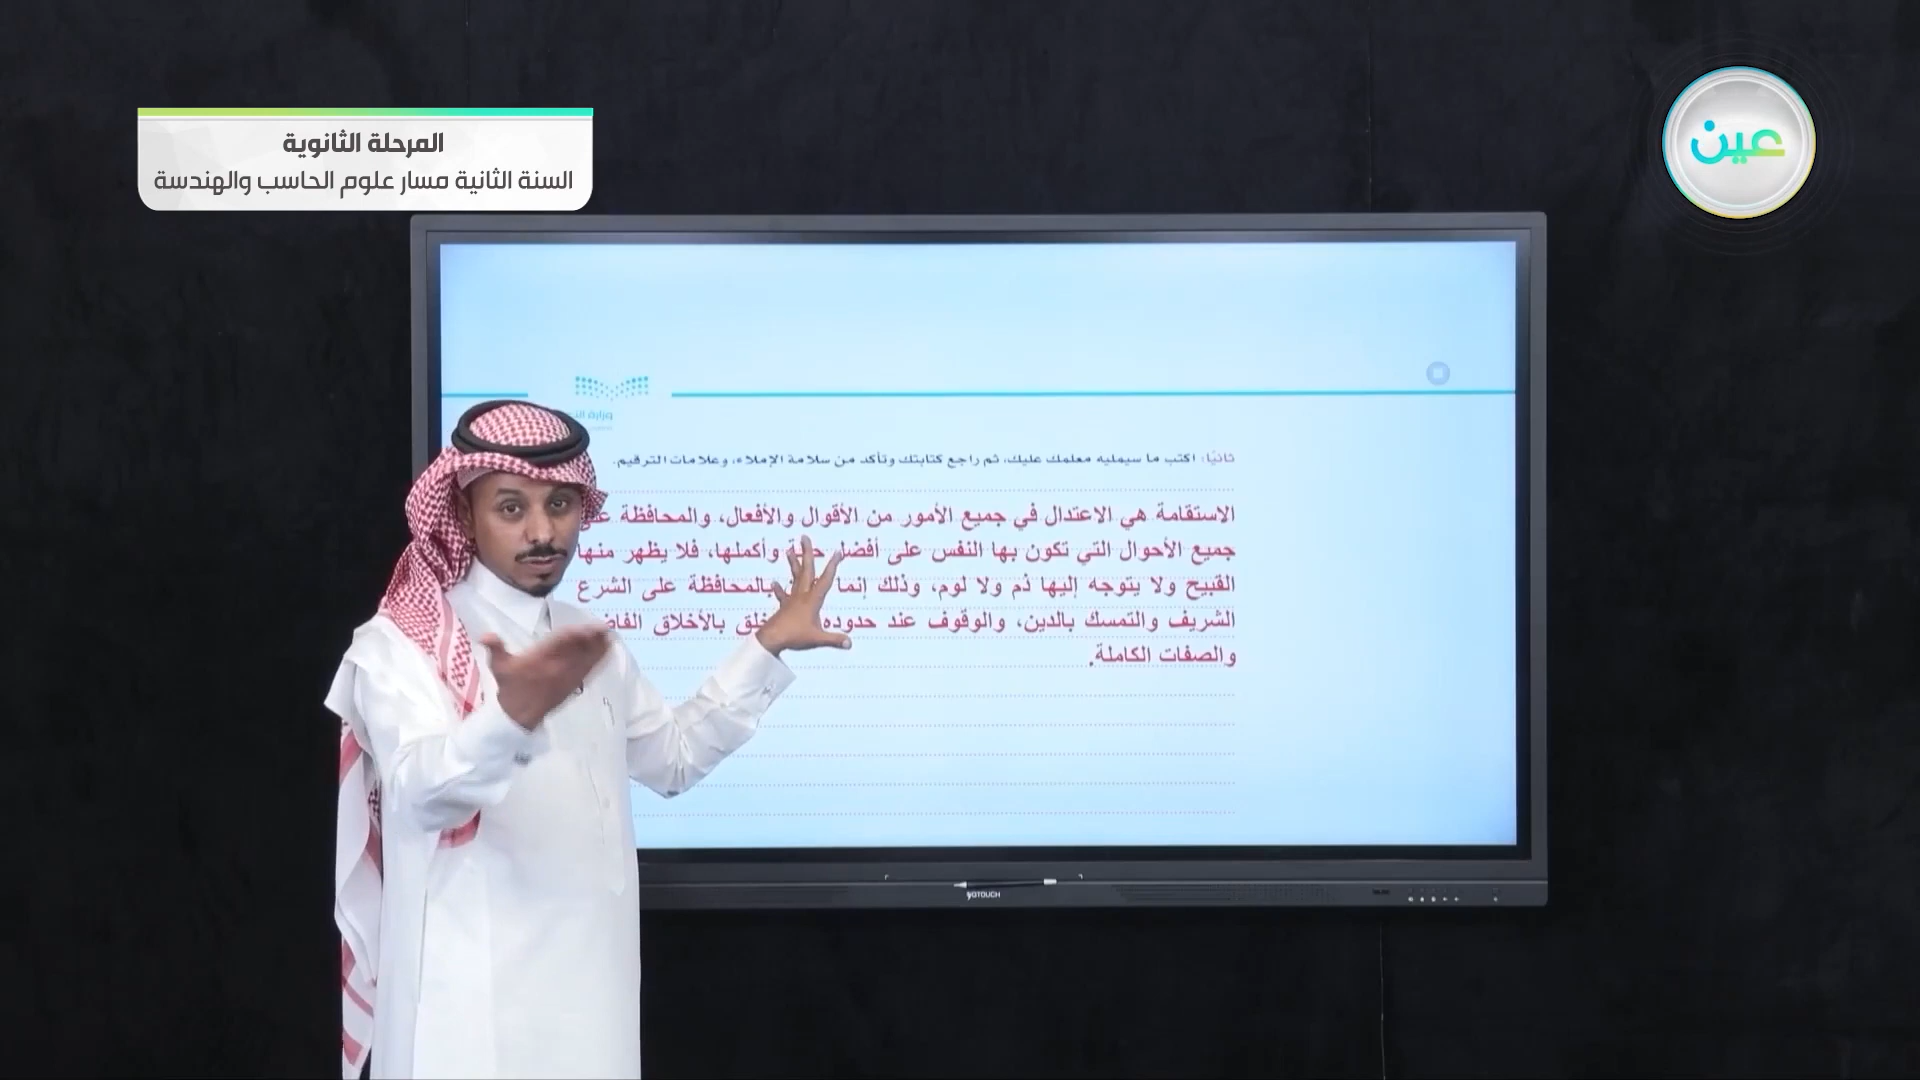 المرحلة الثانوية
السنة الثانية مسار علوم الحاسب والهندسة
عين
وزارة
ثانيًا: اكتب ما سيمليه معلمك عليك، ثم راجع كتابتك وتأكد من سلامة الإملاء، وعلامات الترقيم.
الاستقامة هي الاعتدال في جميع الأمور من الأقوال والأفعال، والمحافظة
جميع الأحوال التي تكون بها النفس على أفضل وأكملها، فلا يظهر منها
القبيح ولا يتوجه إليها ذم ولا لوم، وذلك إنما بالمحافظة على الشرع
الشريف والتمسك بالدين، والوقوف عند حدوده بالأخلاق
والصفات الكاملة.
YQTOUCH